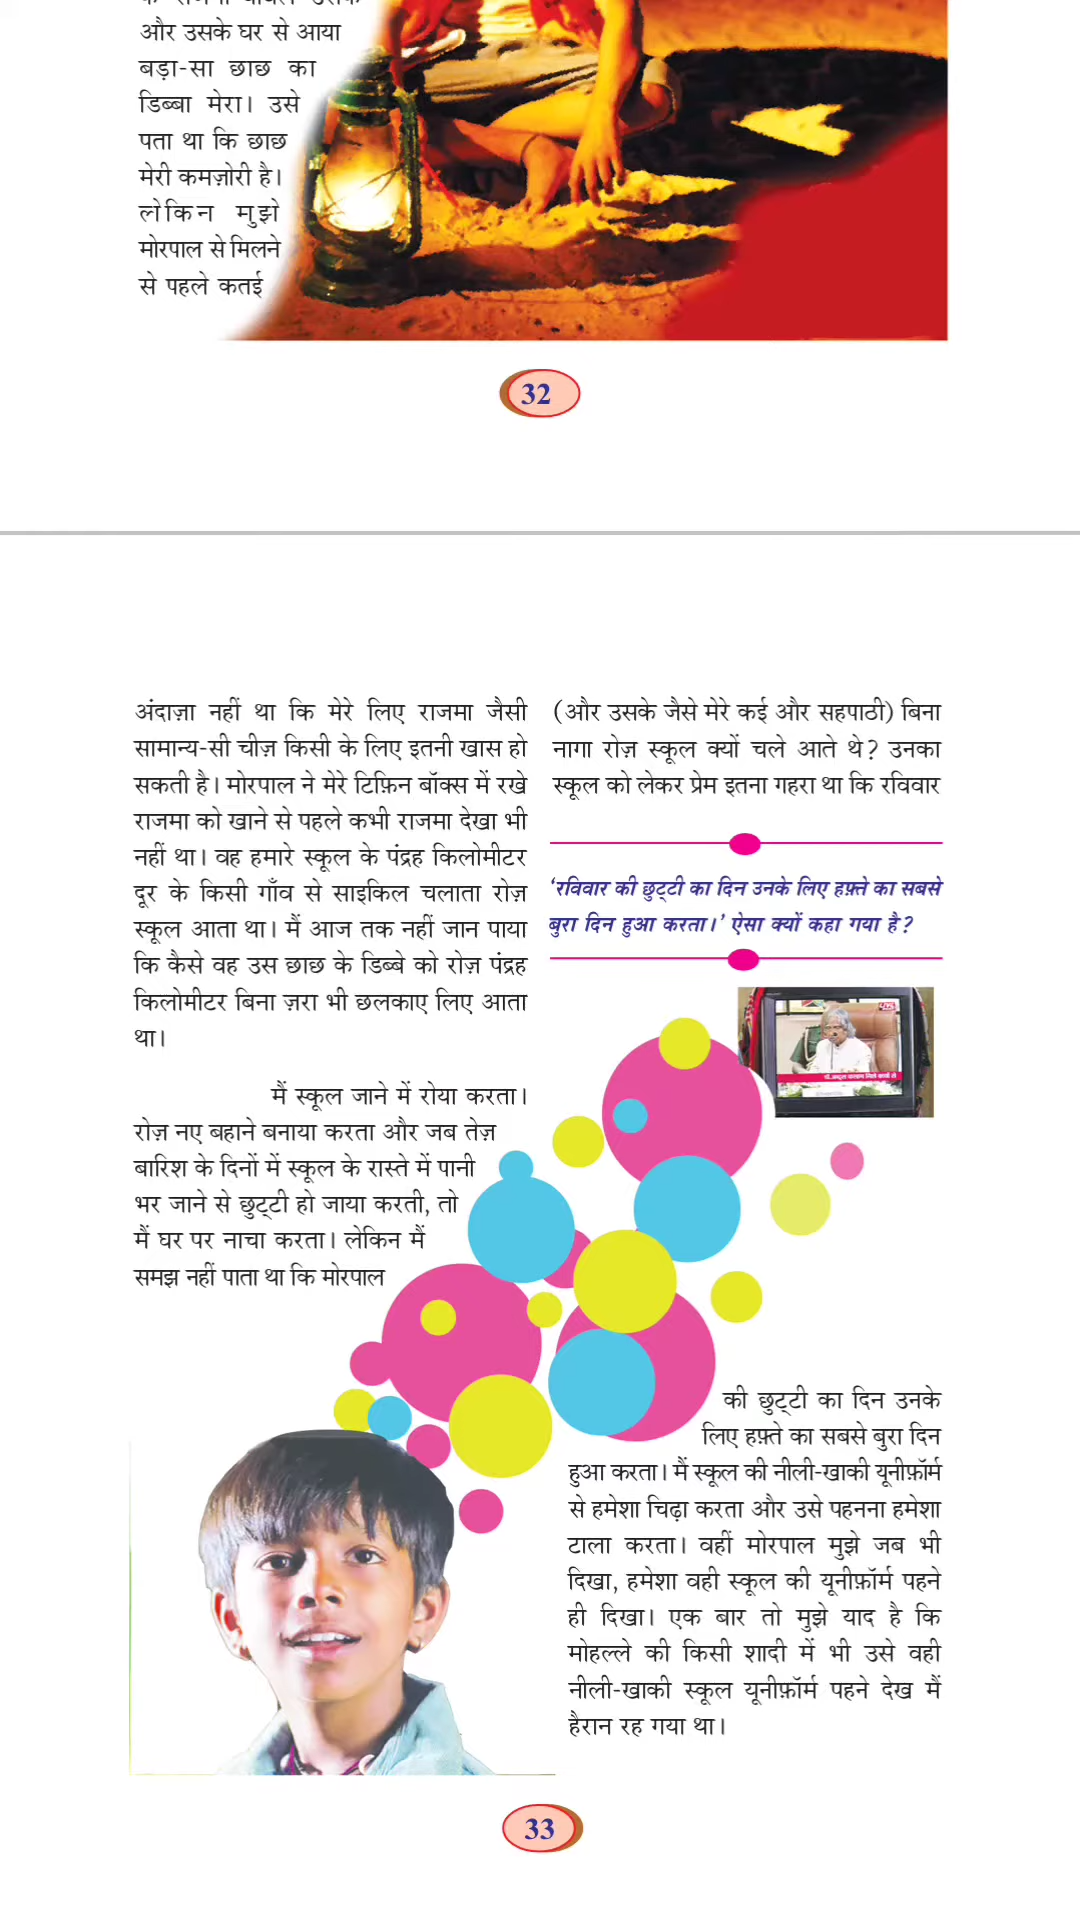 और उसके घर से आया
बड़ा-सा छाछ का
डिब्बा मेरा। उसे
पता था कि छाछ
मेरी कमज़ोरी है।
लेकिन मुझे
मोरपाल से मिलने
से पहले कतई
32
अंदाज़ा नहीं था कि मेरे लिए राजमा जैसी
सामान्य-सी चीज़ किसी के लिए इतनी खास हो
सकती है। मोरपाल ने मेरे टिफ़िन बॉक्स में रखे
राजमा को खाने से पहले कभी राजमा देखा भी
नहीं था। वह हमारे स्कूल के पंद्रह किलोमीटर
दूर के किसी गाँव से साइकिल चलाता रोज़
स्कूल आता था। मैं आज तक नहीं जान पाया
कि कैसे वह उस छाछ के डिब्बे को रोज़ पंद्रह
किलोमीटर बिना ज़रा भी छलकाए लिए आता
था।
मैं स्कूल जाने में रोया करता।
रोज़ नए बहाने बनाया करता और जब तेज़
बारिश के दिनों में स्कूल के रास्ते में पानी
भर जाने से छुट्टी हो जाया करती, तो
मैं घर पर नाचा करता। लेकिन मैं
समझ नहीं पाता था कि मोरपाल
(और उसके जैसे मेरे कई और सहपाठी) बिना
नागा रोज़ स्कूल क्यों चले आते थे? उनका
स्कूल को लेकर प्रेम इतना गहरा था कि रविवार
‘रविवार की छुट्टी का दिन उनके लिए हफ़्ते का सबसे
बुरा दिन हुआ करता।’ ऐसा क्यों कहा गया है?
की छुट्टी का दिन उनके
लिए हफ़्ते का सबसे बुरा दिन
हुआ करता। मैं स्कूल की नीली-खाकी यूनीफ़ॉर्म
से हमेशा चिढ़ा करता और उसे पहनना हमेशा
टाला करता। वहीं मोरपाल मुझे जब भी
दिखा, हमेशा वही स्कूल की यूनीफ़ॉर्म पहने
ही दिखा। एक बार तो मुझे याद है कि
मोहल्ले की किसी शादी में भी उसे वही
नीली-खाकी स्कूल यूनीफ़ॉर्म पहने देख मैं
हैरान रह गया था।
33